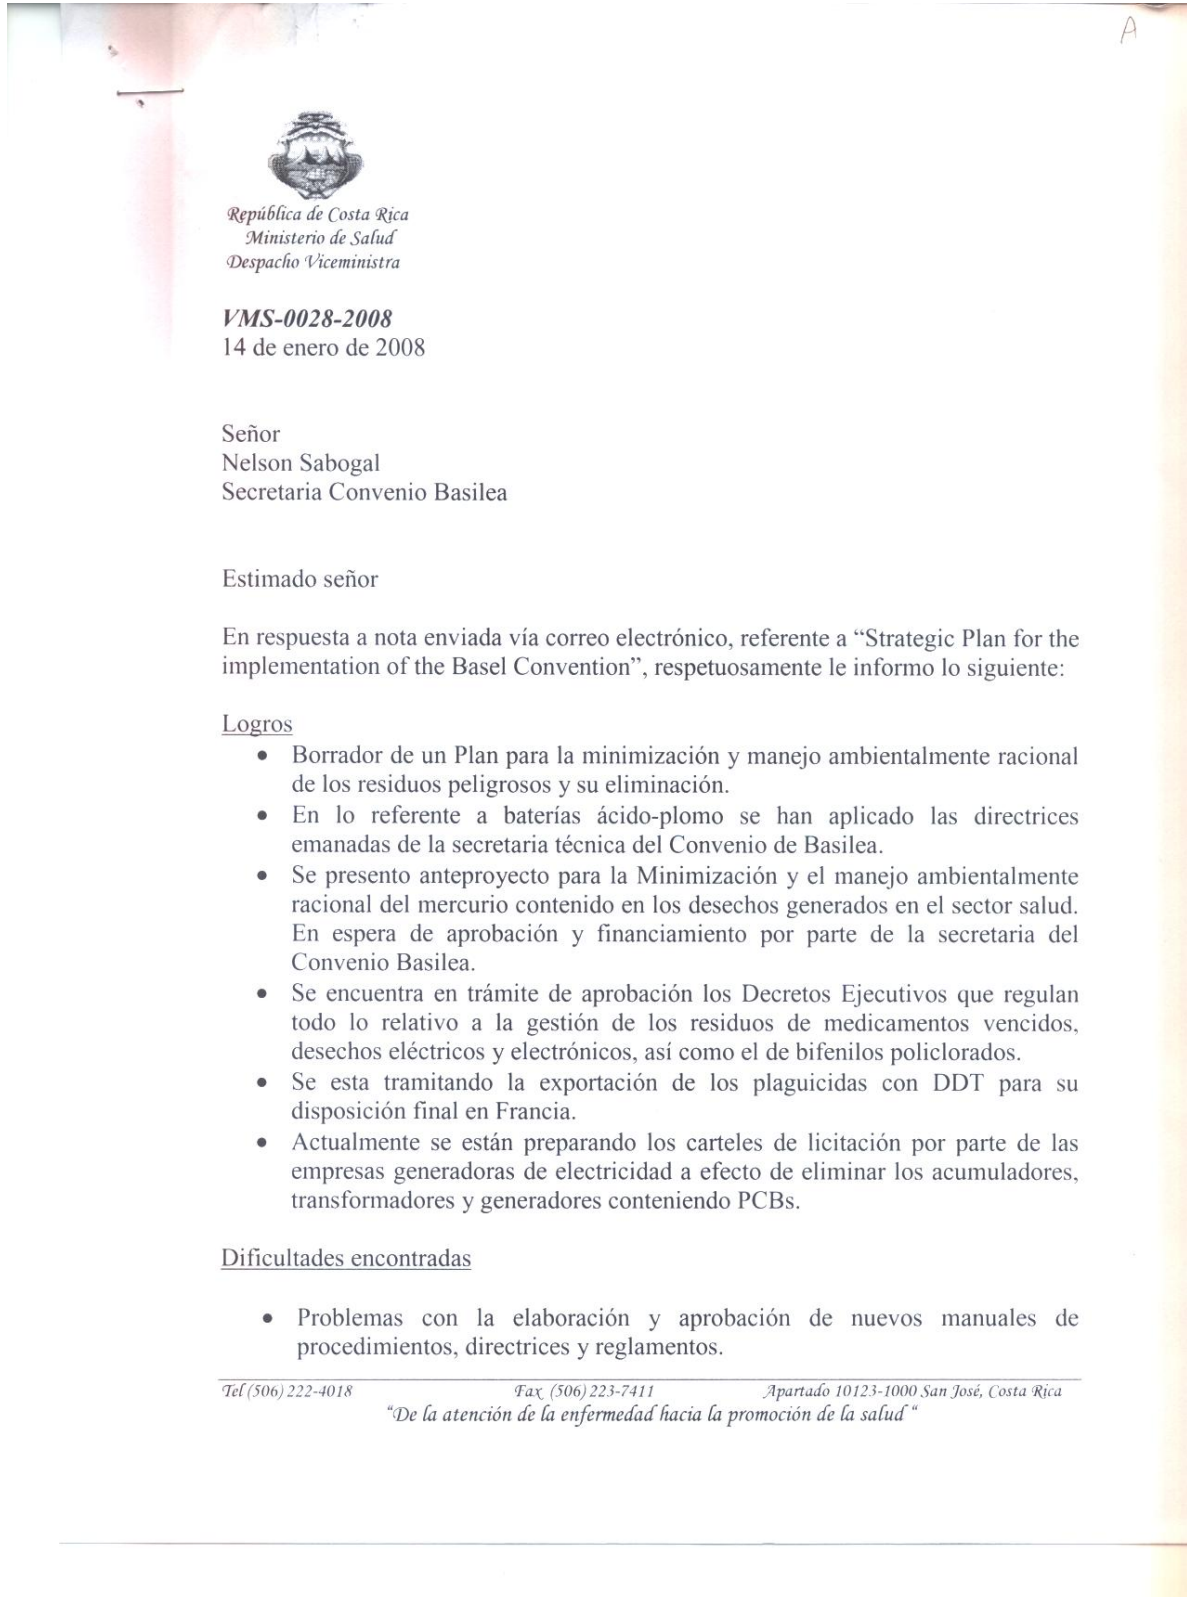 A
República de Costa Rica
Ministerio de Salud
Despacho Viceministra
VMS-0028-2008
14 de enero de 2008
Señor
Nelson Sabogal
Secretaria Convenio Basilea
Estimado señor
En respuesta a nota enviada vía correo electrónico, referente a “Strategic Plan for the
implementation of the Basel Convention”, respetuosamente le informo lo siguiente:
Logros
• Borrador de un Plan para la minimización y manejo ambientalmente racional
de los residuos peligrosos y su eliminación.
• En lo referente a baterías ácido-plomo se han aplicado las directrices
emanadas de la secretaria técnica del Convenio de Basilea.
• Se presento anteproyecto para la Minimización y el manejo ambientalmente
racional del mercurio contenido en los desechos generados en el sector salud.
En espera de aprobación y financiamiento por parte de la secretaria del
Convenio Basilea.
• Se encuentra en trámite de aprobación los Decretos Ejecutivos que regulan
todo lo relativo a la gestión de los residuos de medicamentos vencidos,
desechos eléctricos y electrónicos, así como el de bifenilos policlorados.
• Se esta tramitando la exportación de los plaguicidas con DDT para su
disposición final en Francia.
• Actualmente se están preparando los carteles de licitación por parte de las
empresas generadoras de electricidad a efecto de eliminar los acumuladores,
transformadores y generadores conteniendo PCBs.
Dificultades encontradas
• Problemas con la elaboración y aprobación de nuevos manuales de
procedimientos, directrices y reglamentos.
Tel (506) 222-4018 Fax (506) 223-7411 Apartado 10123-1000 San José, Costa Rica
“De la atención de la enfermedad hacia la promoción de la salud“